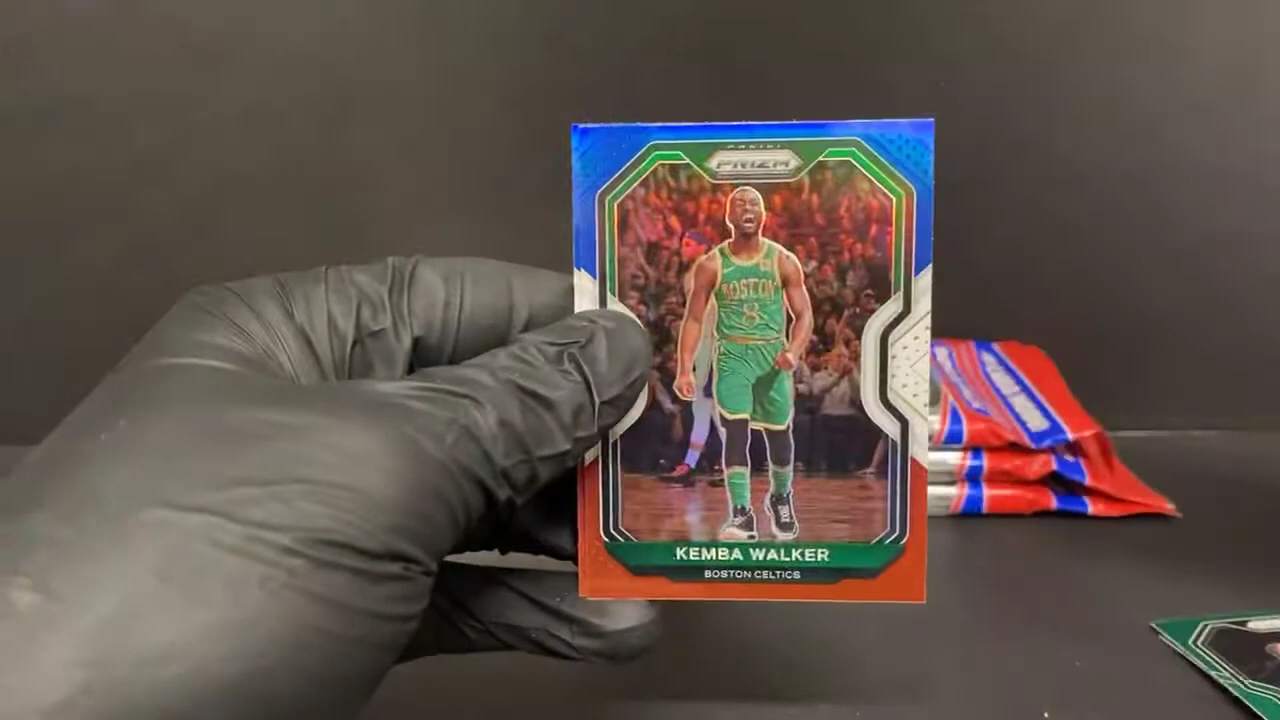 PANINI
PRIZM
BOSTON
8
KEMBA WALKER
BOSTON CELTICS